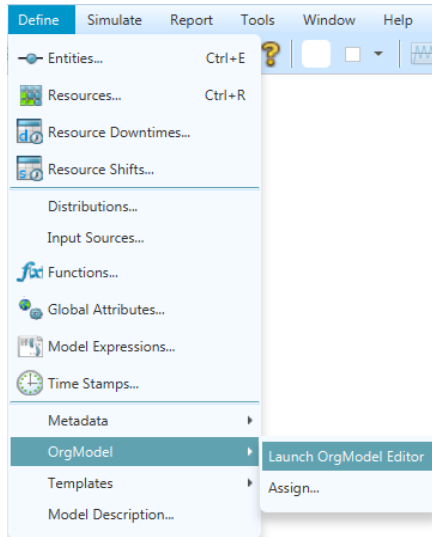 Define Simulate Report Tools Window Help
Entities... Ctrl+E
Resources... Ctrl+R
Resource Downtimes...
Resource Shifts...
Distributions...
Input Sources...
Functions...
Global Attributes...
Model Expressions...
Time Stamps...
Metadata
OrgModel
Launch OrgModel Editor
Templates
Assign...
Model Description...